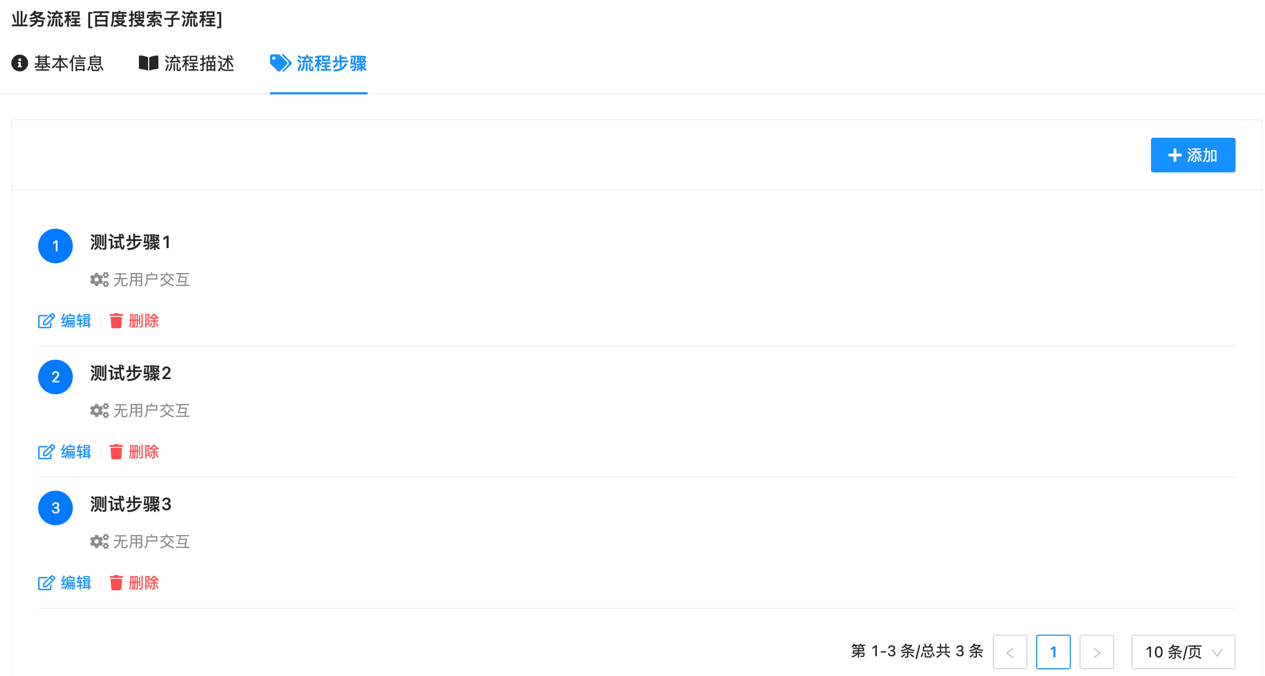 业务流程 [百度搜索子流程]
基本信息 流程描述 流程步骤
添加
1 测试步骤1
无用户交互
编辑 删除
2 测试步骤2
无用户交互
编辑 删除
3 测试步骤3
无用户交互
编辑 删除
第 1-3 条/总共 3 条 < 1 > 10 条/页